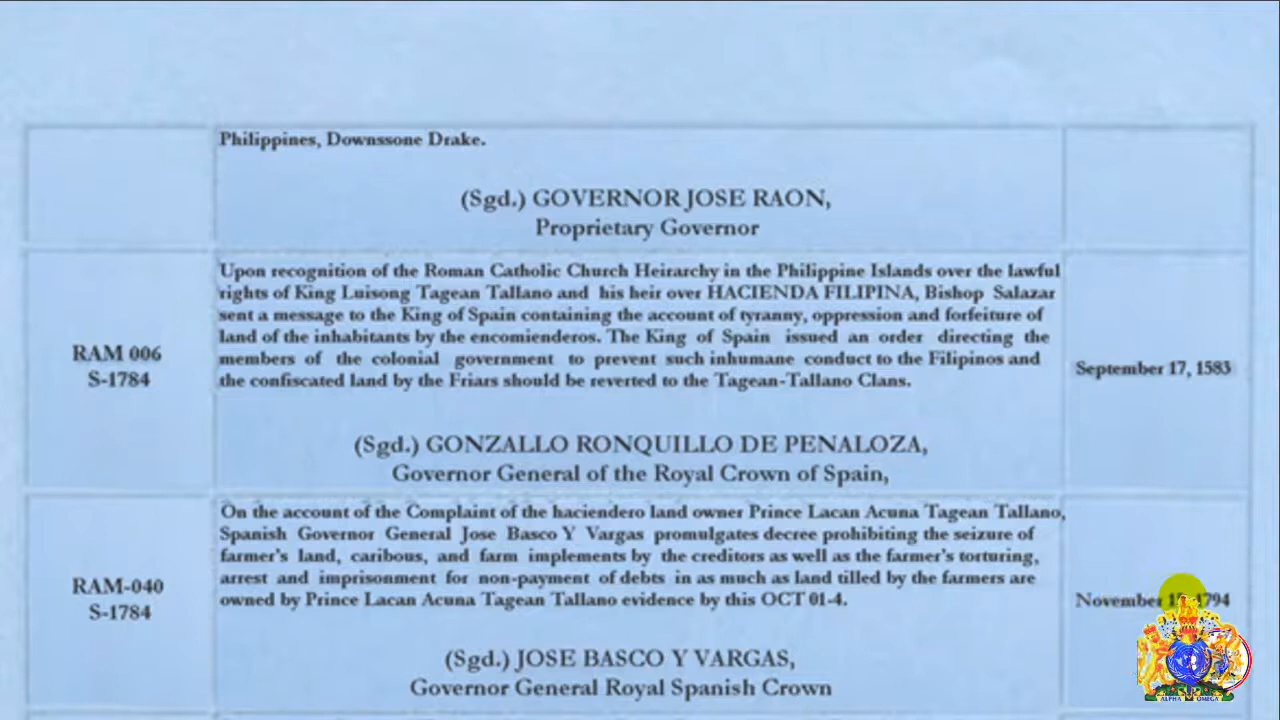 Philippines, Downssone Drake.
(Sgd.) GOVERNOR JOSE RAON,
Proprietary Governor
RAM 006
S-1784
Upon recognition of the Roman Catholic Church Heirarchy in the Philippine Islands over the lawful
rights of King Luisong Tagean Tallano and his heir over HACIENDA FILIPINA, Bishop Salazar
sent a message to the King of Spain containing the account of tyranny, oppression and forfeiture of
land of the inhabitants by the encomienderos. The King of Spain issued an order directing the
members of the colonial government to prevent such inhumane conduct to the Filipinos and
the confiscated land by the Friars should be reverted to the Tagean-Tallano Clans.
(Sgd.) GONZALLO RONQUILLO DE PENALOZA,
Governor General of the Royal Crown of Spain,
September 17, 1583
RAM-040
S-1784
On the account of the Complaint of the haciendero land owner Prince Lacan Acuna Tagean Tallano,
Spanish Governor General Jose Basco Y Vargas promulgates decree prohibiting the seizure of
farmer's land, caribous, and farm implements by the creditors as well as the farmer's torturing,
arrest and imprisonment for non-payment of debts in as much as land tilled by the farmers are
owned by Prince Lacan Acuna Tagean Tallano evidence by this OCT 01-4.
(Sgd.) JOSE BASCO Y VARGAS,
Governor General Royal Spanish Crown
November 1794
ALPHA OMEGA